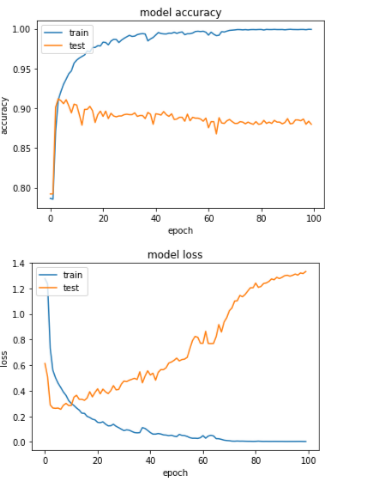 model accuracy
1.00
0.95
0.90
0.85
0.80
accuracy
train
test
0
20
40
60
80
100
epoch
model loss
1.4
1.2
1.0
0.8
0.6
0.4
0.2
0.0
loss
train
test
0
20
40
60
80
100
epoch